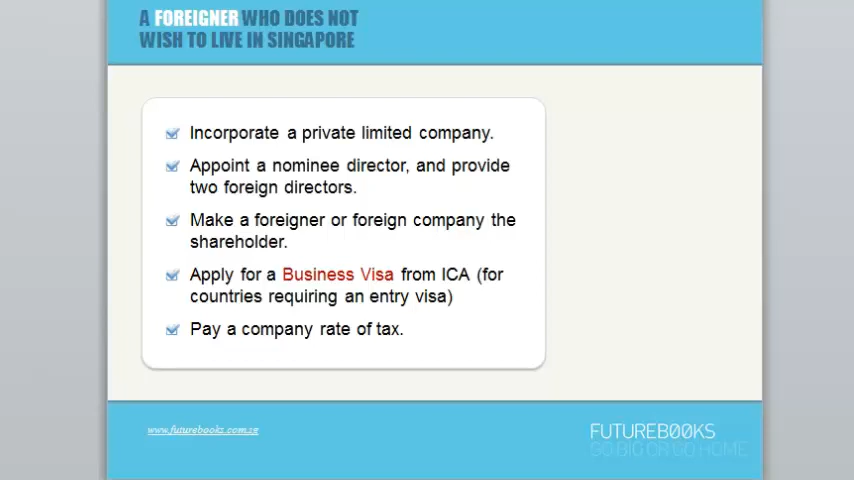 A FOREIGNER WHO DOES NOT
WISH TO LIVE IN SINGAPORE
Incorporate a private limited company.
Appoint a nominee director, and provide
two foreign directors.
Make a foreigner or foreign company the
shareholder.
Apply for a Business Visa from ICA (for
countries requiring an entry visa)
Pay a company rate of tax.
www.futurebooks.com.sg
FUTUREBOOKS
GO BIG OR GO HOME